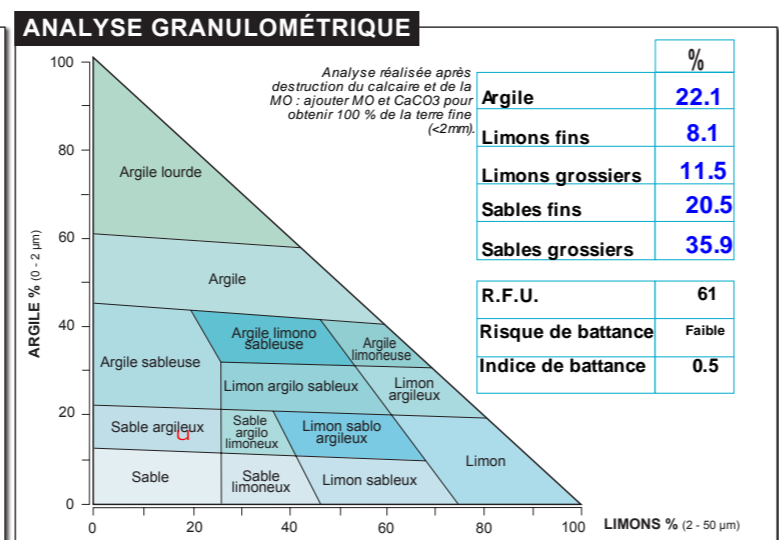 ANALYSE GRANULOMÉTRIQUE
Analyse réalisée après
destruction du calcaire et de la
MO : ajouter MO et CaCO3 pour
obtenir 100 % de la terre fine
(<2mm).
%
Argile 22.1
Limons fins 8.1
Limons grossiers 11.5
Sables fins 20.5
Sables grossiers 35.9
R.F.U. 61
Risque de battance Faible
Indice de battance 0.5
ARGILE % (0 - 2 µm)
100
80
60
40
20
0
Argile lourde
Argile
Argile sableuse
Argile limono
sableuse
Argile
limoneuse
Limon argilo sableux
Limon
argileux
Sable argileux
u
Sable
argilo
limoneux
Limon sablo
argileux
Limon
Sable
Sable
limoneux
Limon sableux
0 20 40 60 80 100 LIMONS % (2 - 50 µm)